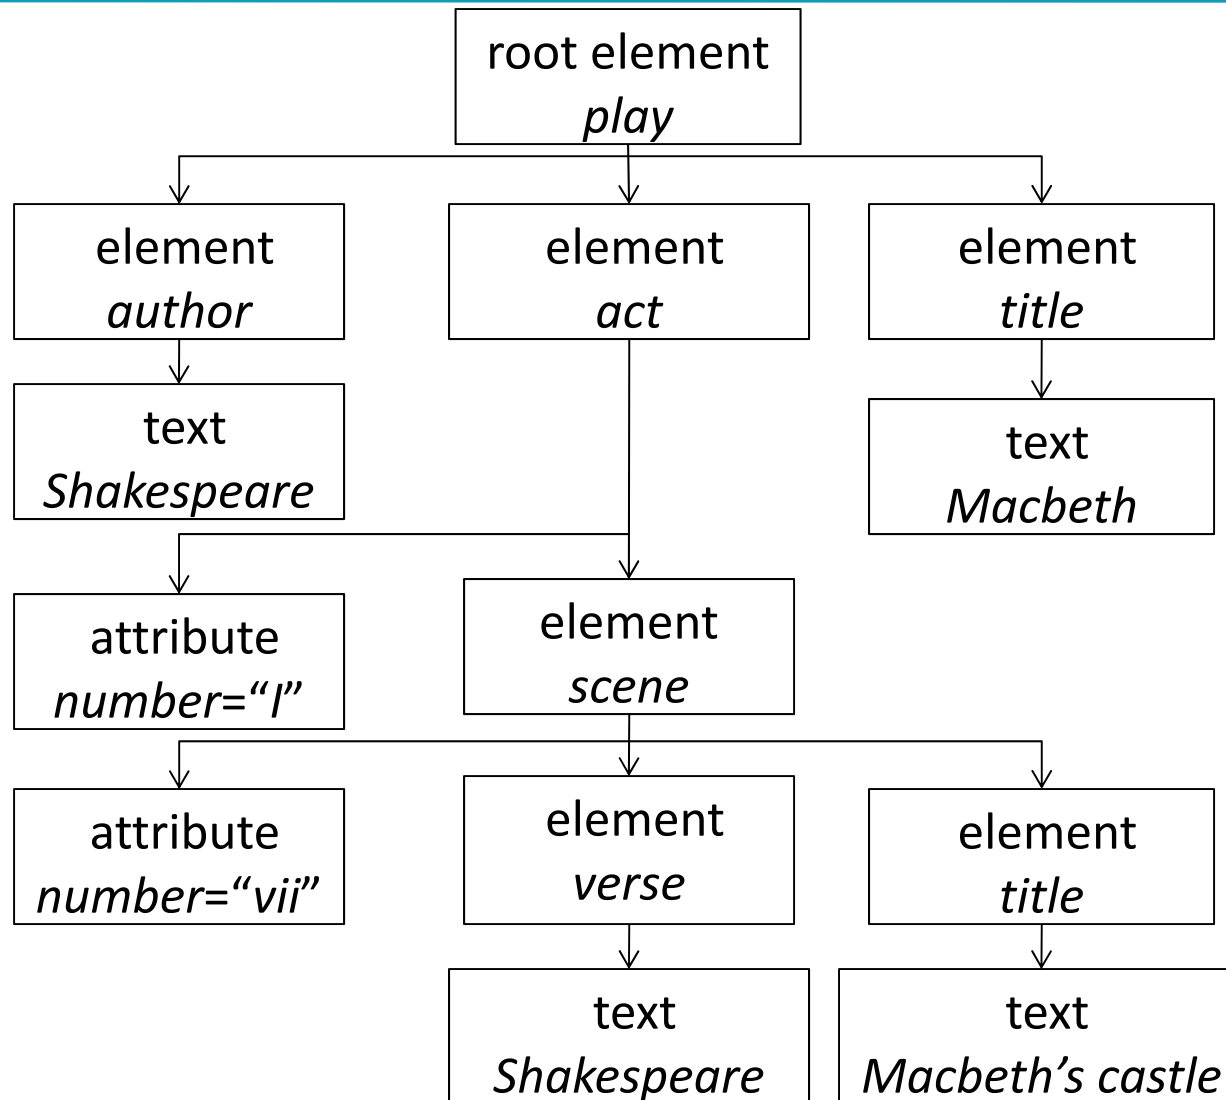 root element
play
element
author
element
act
element
title
text
Shakespeare
text
Macbeth
attribute
number=“I”
element
scene
attribute
number=“vii”
element
verse
element
title
text
Shakespeare
text
Macbeth’s castle